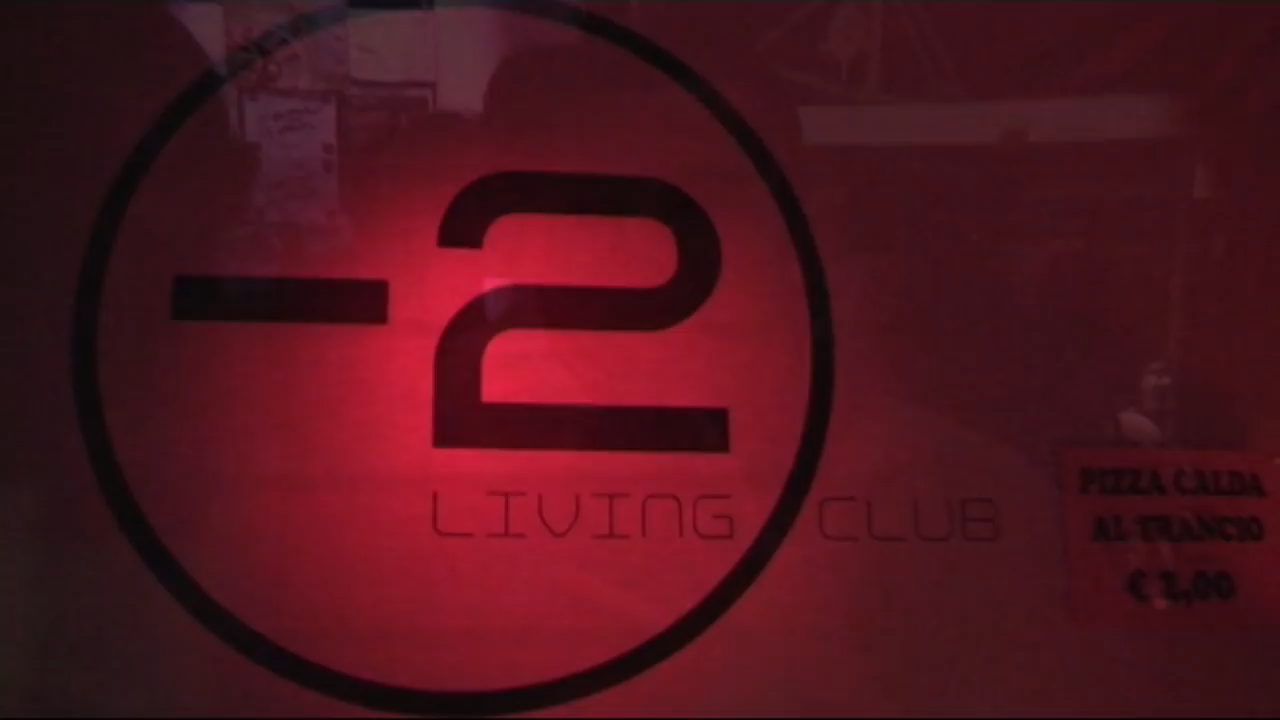 -2
LIVING CLUB
PIZZA CALDA
AL TRANCIO
€ 2,00